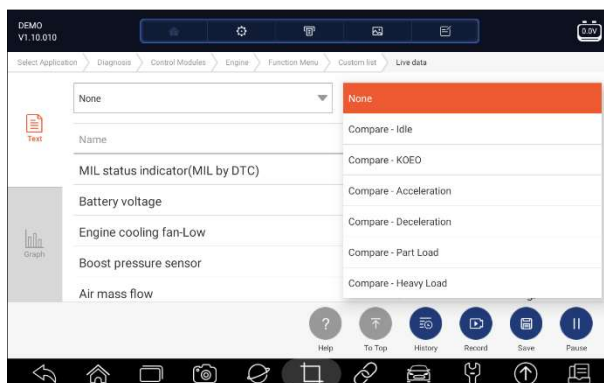 DEMO
V1.10.010
0.0V
Select Application Diagnosis Control Modules Engine Function Menu Custom list Live data
None
None
Text
Name
Compare - Idle
MIL status indicator(MIL by DTC)
Compare - KOEO
Battery voltage
Compare - Acceleration
Engine cooling fan-Low
Compare - Deceleration
Graph
Boost pressure sensor
Compare - Part Load
Air mass flow
Compare - Heavy Load
? Help To Top History Record Save Pause